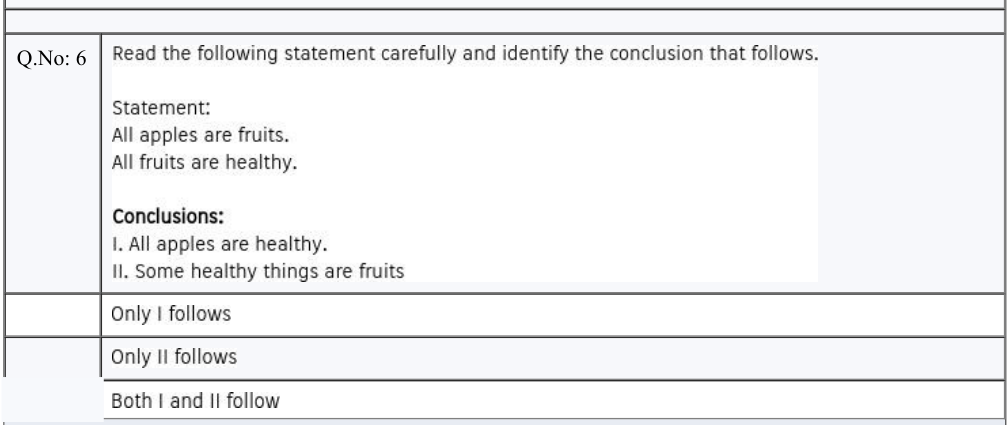 Q.No: 6
Read the following statement carefully and identify the conclusion that follows.
Statement:
All apples are fruits.
All fruits are healthy.
Conclusions:
I. All apples are healthy.
II. Some healthy things are fruits
Only I follows
Only II follows
Both I and II follow